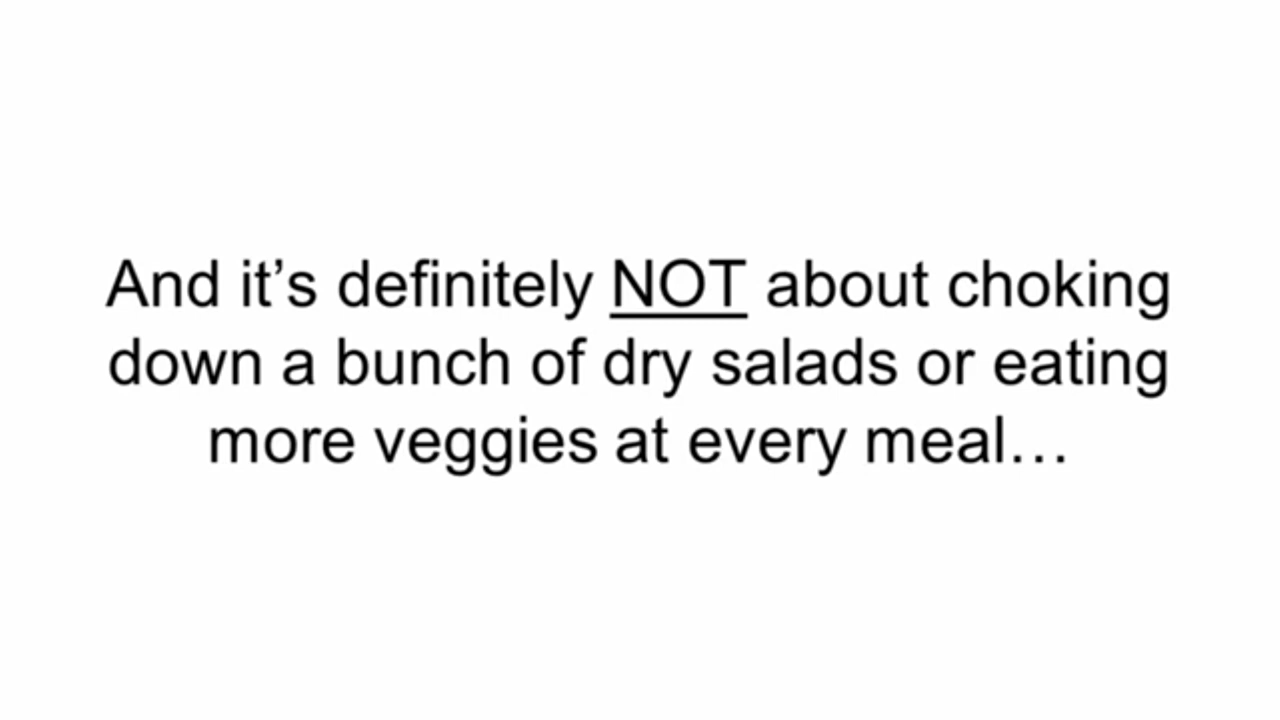 And it’s definitely NOT about choking
down a bunch of dry salads or eating
more veggies at every meal…